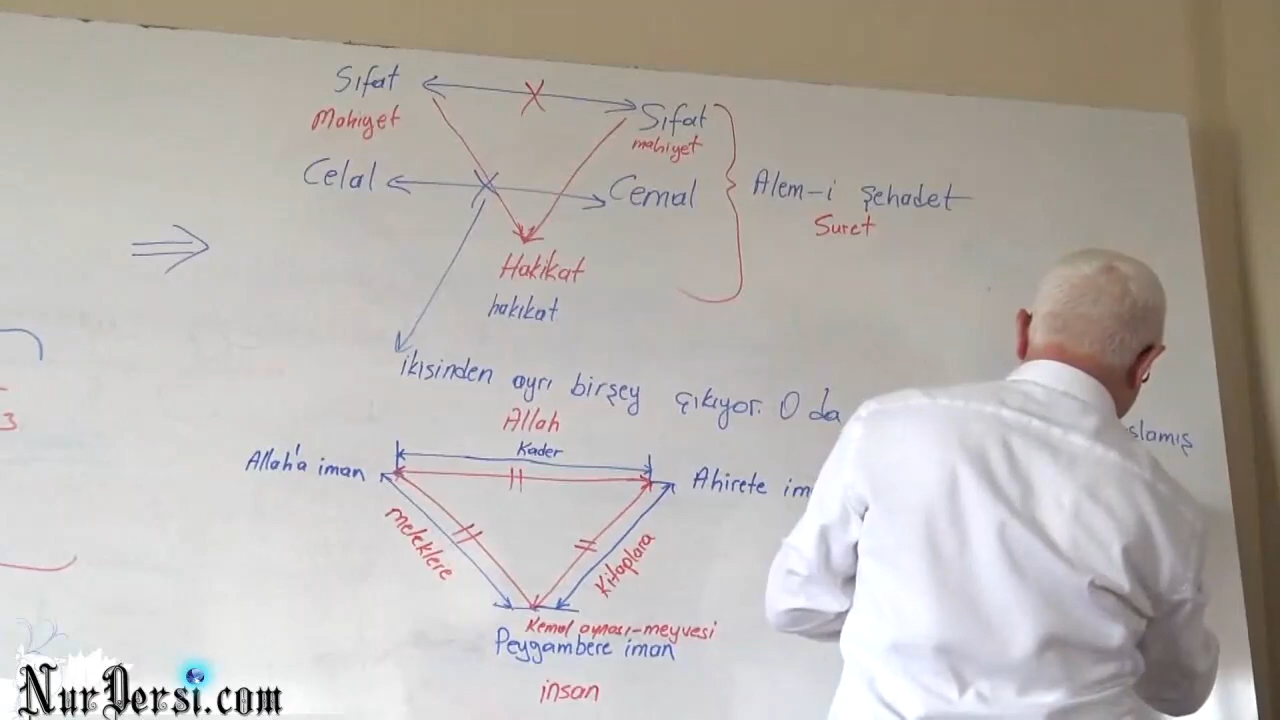 Sıfat Sıfat
Mahiyet mahiyet
Celal Cemal
Alem-i şehadet
Suret
Hakikat
hakikat
ikisinden ayrı birşey çıkıyor. O da
Allah
Kader
Allah'a iman
Ahirete im
Meleklere
Kitaplara
Kemal aynası-meyvesi
Peygambere iman
insan
3
NurDersi.com